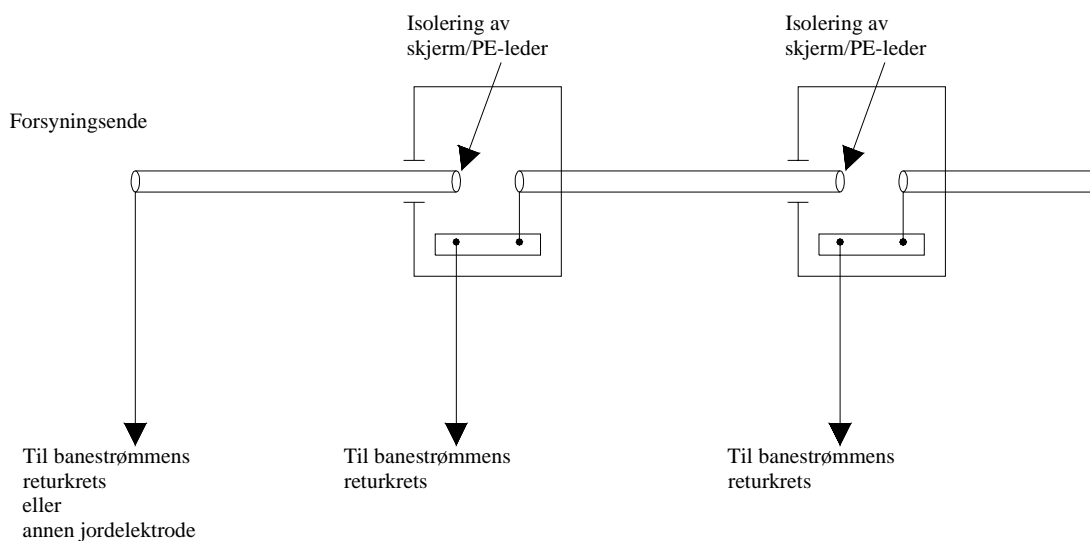 Isolering av
skjerm/PE-leder
Isolering av
skjerm/PE-leder
Forsyningsende
Til banestrømmens
returkrets
eller
annen jordelektrode
Til banestrømmens
returkrets
Til banestrømmens
returkrets